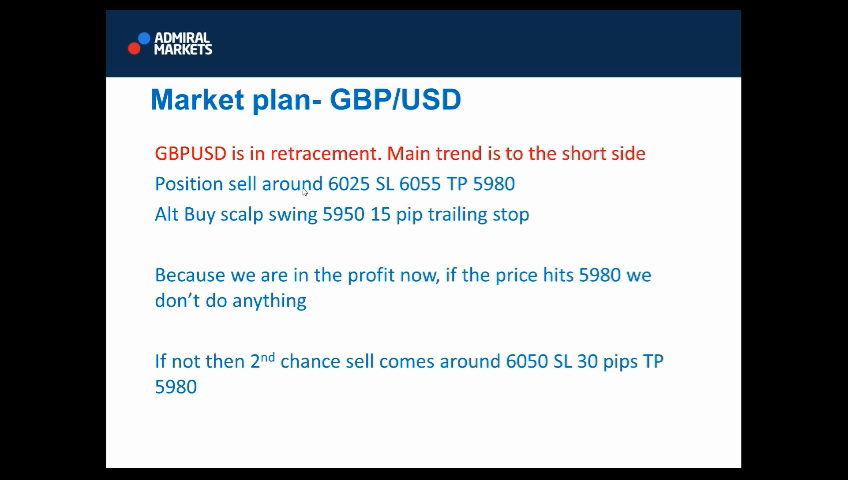 ADMIRAL
MARKETS
Market plan- GBP/USD
GBPUSD is in retracement. Main trend is to the short side
Position sell around 6025 SL 6055 TP 5980
Alt Buy scalp swing 5950 15 pip trailing stop
Because we are in the profit now, if the price hits 5980 we
don’t do anything
If not then 2nd chance sell comes around 6050 SL 30 pips TP
5980